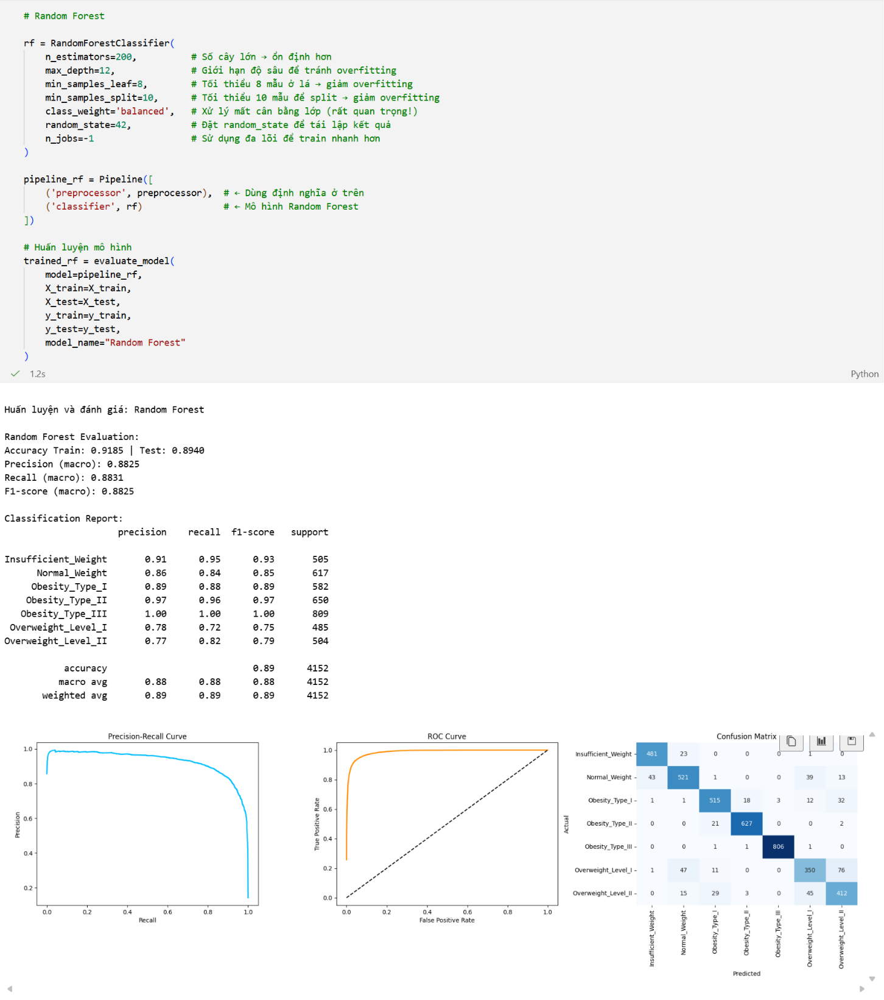 # Random Forest
rf = RandomForestClassifier(
n_estimators=200,          # Số cây lớn → ổn định hơn
max_depth=12,              # Giới hạn độ sâu để tránh overfitting
min_samples_leaf=8,        # Tối thiểu 8 mẫu ở lá → giảm overfitting
min_samples_split=10,      # Tối thiểu 10 mẫu để split → giảm overfitting
class_weight='balanced',   # Xử lý mất cân bằng lớp (rất quan trọng!)
random_state=42,           # Đặt random_state để tái lập kết quả
n_jobs=-1                  # Sử dụng đa lõi để train nhanh hơn
)
pipeline_rf = Pipeline([
('preprocessor', preprocessor),  # ← Dùng định nghĩa ở trên
('classifier', rf)               # ← Mô hình Random Forest
])
# Huấn luyện mô hình
trained_rf = evaluate_model(
model=pipeline_rf,
X_train=X_train,
X_test=X_test,
y_train=y_train,
y_test=y_test,
model_name="Random Forest"
)
1.2s
Python
Huấn luyện và đánh giá: Random Forest
Random Forest Evaluation:
Accuracy Train: 0.9185 | Test: 0.8940
Precision (macro): 0.8825
Recall (macro): 0.8831
F1-score (macro): 0.8825
Classification Report:
precision recall f1-score support
Insufficient_Weight 0.91 0.95 0.93 505
Normal_Weight 0.86 0.84 0.85 617
Obesity_Type_I 0.89 0.88 0.89 582
Obesity_Type_II 0.97 0.96 0.97 650
Obesity_Type_III 1.00 1.00 1.00 809
Overweight_Level_I 0.78 0.72 0.75 485
Overweight_Level_II 0.77 0.82 0.79 504
accuracy 0.89 4152
macro avg 0.88 0.88 0.88 4152
weighted avg 0.89 0.89 0.89 4152
Precision-Recall Curve
1.0
0.8
0.6
0.4
0.2
Precision
0.0 0.2 0.4 0.6 0.8 1.0
Recall
ROC Curve
1.0
0.8
0.6
0.4
0.2
0.0
True Positive Rate
0.0 0.2 0.4 0.6 0.8 1.0
False Positive Rate
Confusion Matrix
Actual
Insufficient_Weight 481 23 0 0 0 1 0
Normal_Weight 43 521 1 0 0 39 13
Obesity_Type_I 1 1 515 18 3 12 32
Obesity_Type_II 0 0 21 627 0 0 2
Obesity_Type_III 0 0 1 1 806 1 0
Overweight_Level_I 1 47 11 0 0 350 76
Overweight_Level_II 0 15 29 3 0 45 412
Insufficient_Weight
Normal_Weight
Obesity_Type_I
Obesity_Type_II
Obesity_Type_III
Overweight_Level_I
Overweight_Level_II
Predicted